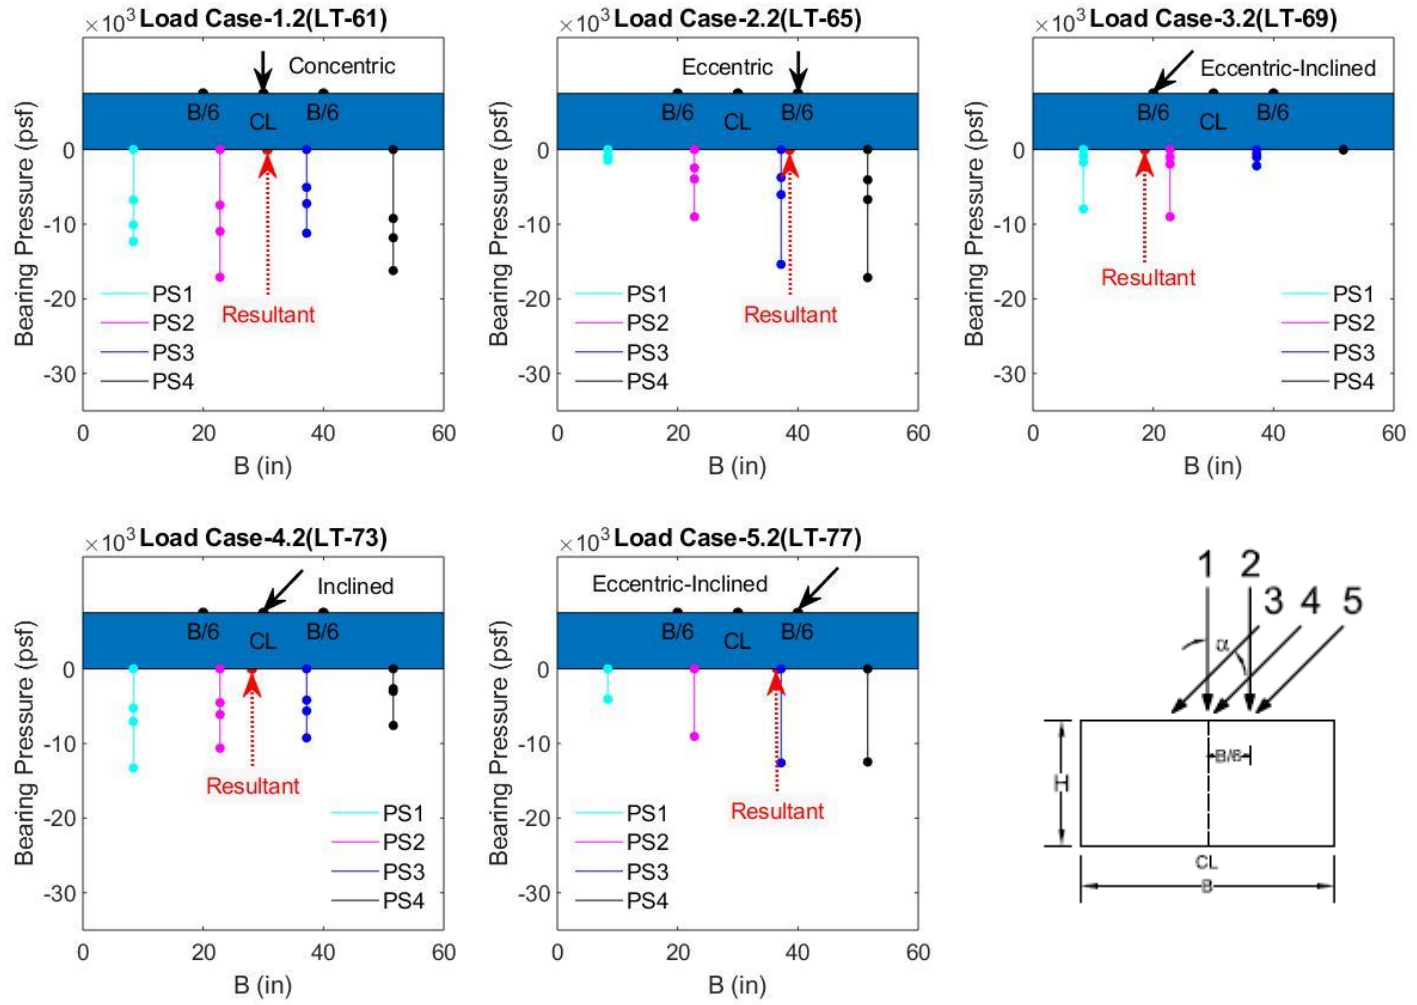 ×10³ Load Case-1.2(LT-61)
Concentric
B/6 CL B/6
Bearing Pressure (psf)
0
-10
-20
-30
Resultant
PS1
PS2
PS3
PS4
0 20 40 60
B (in)
×10³ Load Case-2.2(LT-65)
Eccentric
B/6 CL B/6
Bearing Pressure (psf)
0
-10
-20
-30
Resultant
PS1
PS2
PS3
PS4
0 20 40 60
B (in)
×10³ Load Case-3.2(LT-69)
Eccentric-Inclined
B/6 CL B/6
Bearing Pressure (psf)
0
-10
-20
-30
Resultant
PS1
PS2
PS3
PS4
0 20 40 60
B (in)
×10³ Load Case-4.2(LT-73)
Inclined
B/6 CL B/6
Bearing Pressure (psf)
0
-10
-20
-30
Resultant
PS1
PS2
PS3
PS4
0 20 40 60
B (in)
×10³ Load Case-5.2(LT-77)
Eccentric-Inclined
B/6 CL B/6
Bearing Pressure (psf)
0
-10
-20
-30
Resultant
PS1
PS2
PS3
PS4
0 20 40 60
B (in)
1 2
3 4 5
α
B/6
H
CL
B